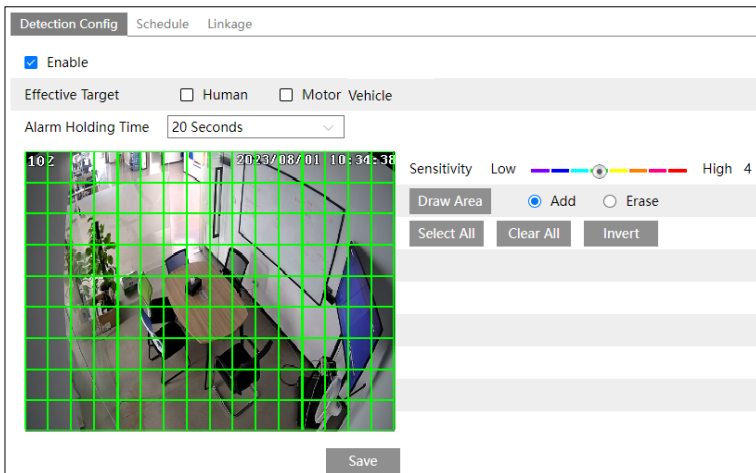 Detection Config Schedule Linkage
Enable
Effective Target Human Motor Vehicle
Alarm Holding Time 20 Seconds
102 2023/08/01 10:34:38
Sensitivity Low High 4
Draw Area Add Erase
Select All Clear All Invert
Save